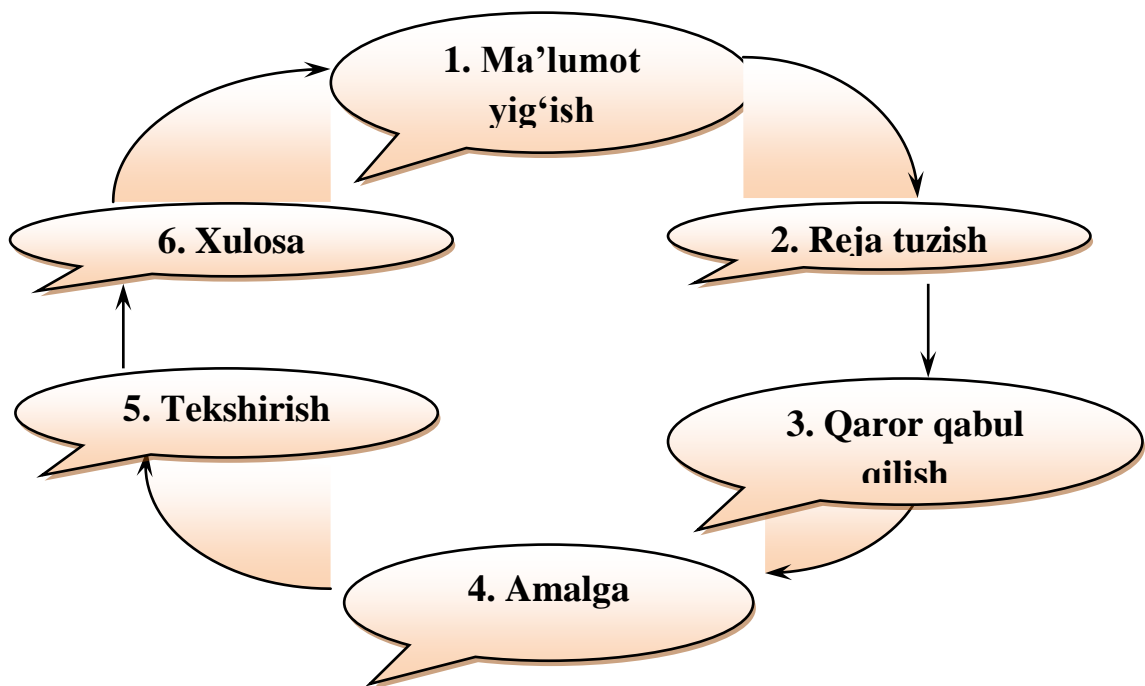 1. Ma’lumot
yig‘ish
2. Reja tuzish
3. Qaror qabul
qilish
4. Amalga
5. Tekshirish
6. Xulosa